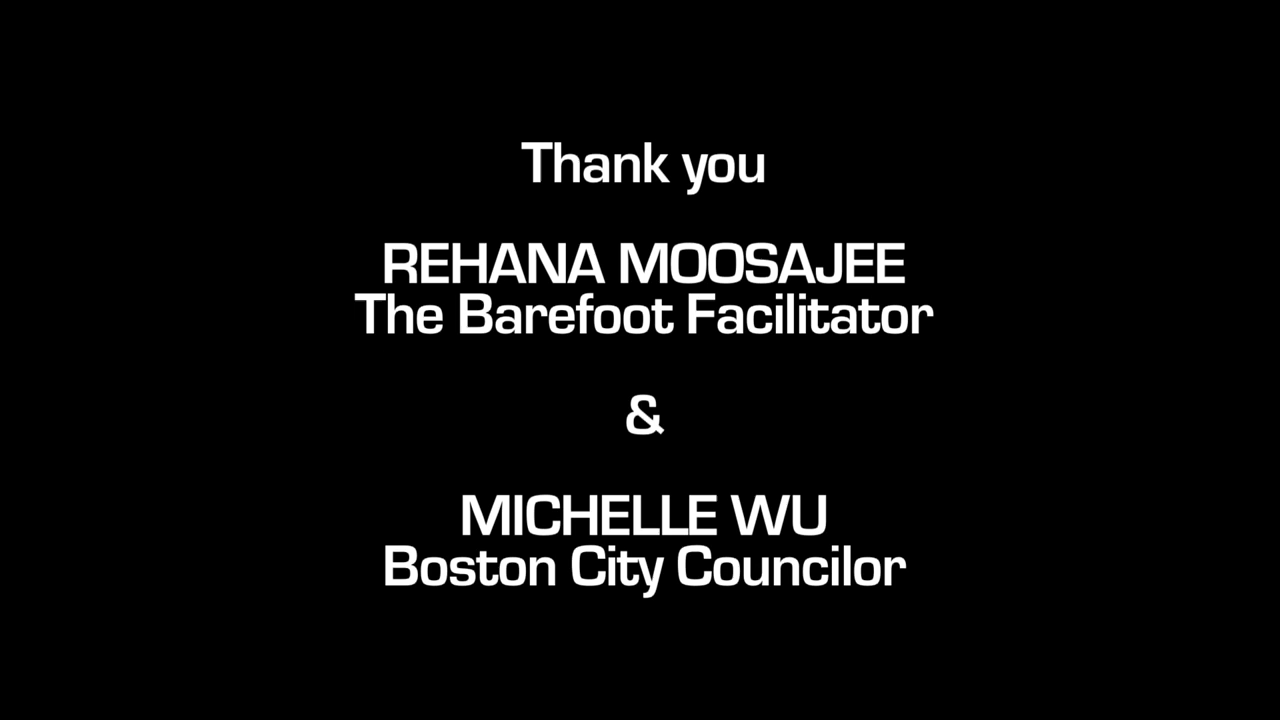 Thank you
REHANA MOOSAJEE
The Barefoot Facilitator
&
MICHELLE WU
Boston City Councilor